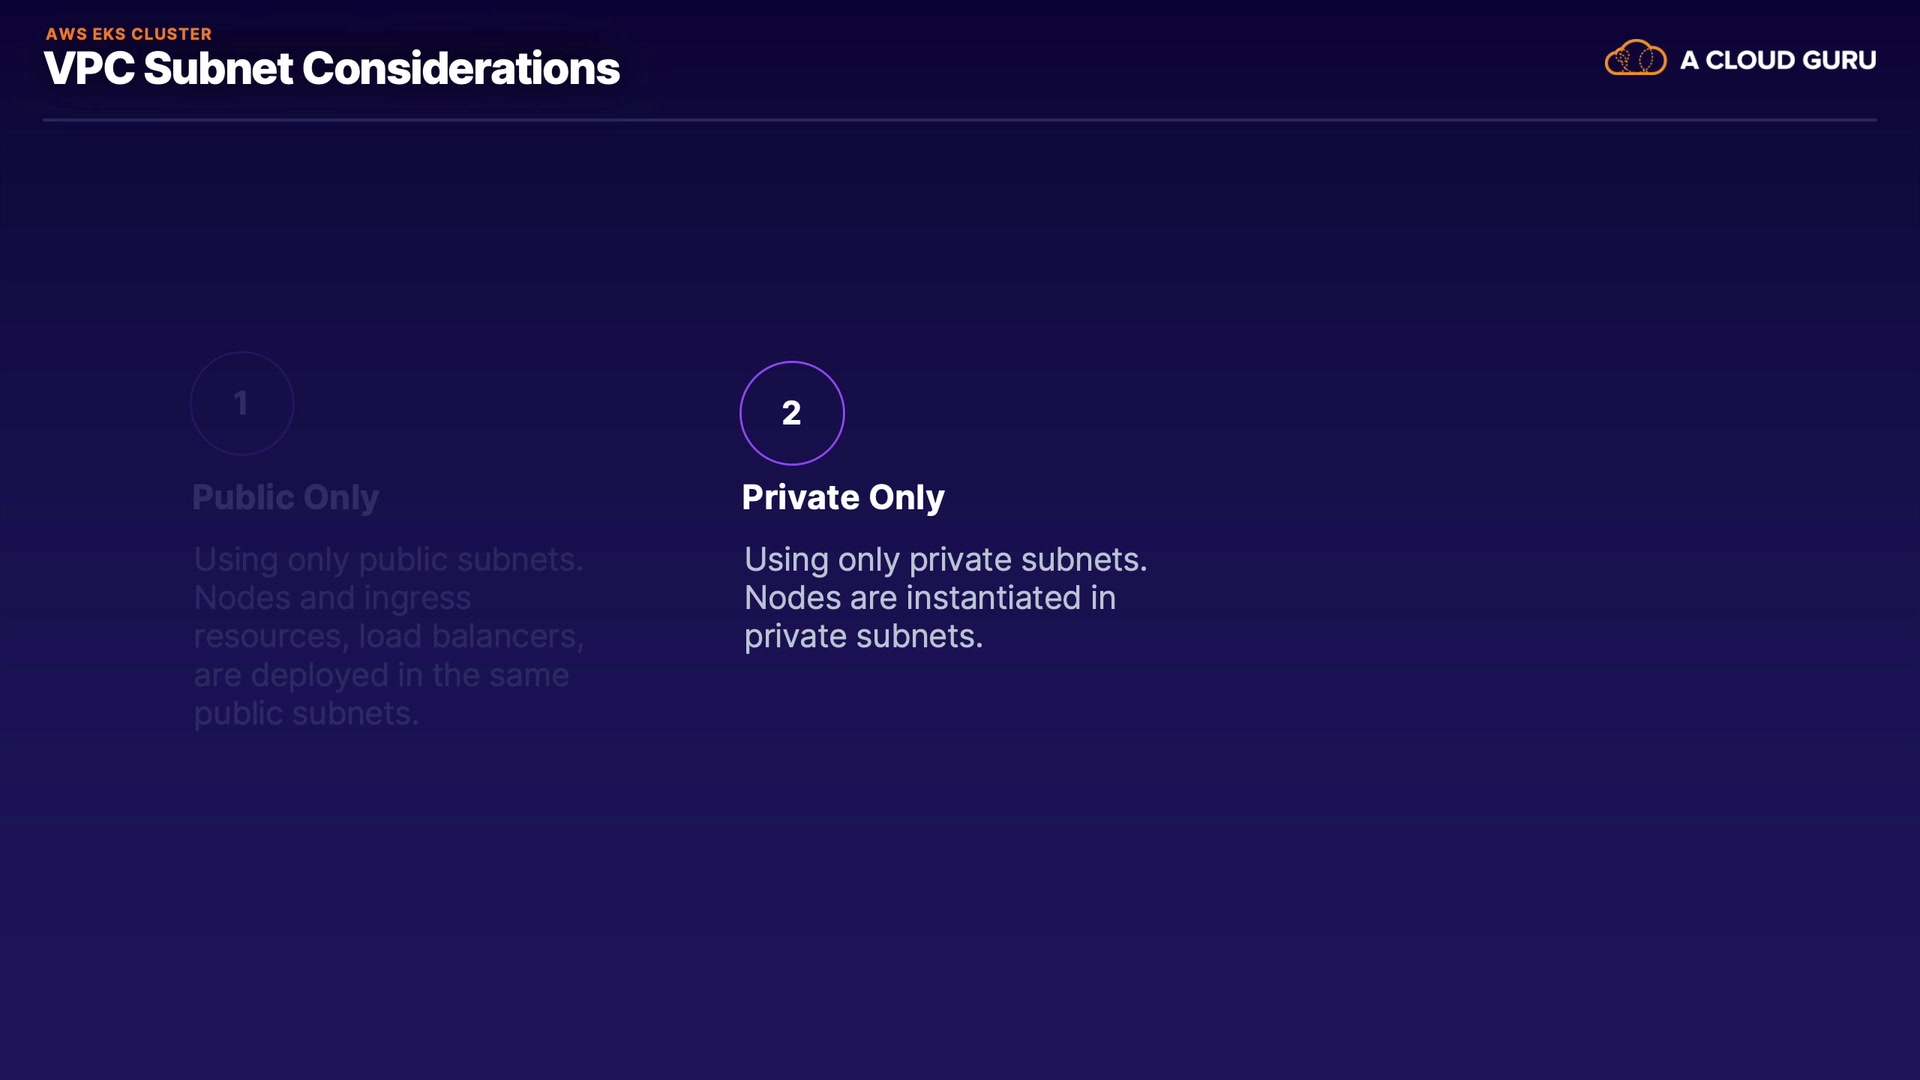 AWS EKS CLUSTER
VPC Subnet Considerations
A CLOUD GURU
1
Public Only
Using only public subnets.
Nodes and ingress
resources, load balancers,
are deployed in the same
public subnets.
2
Private Only
Using only private subnets.
Nodes are instantiated in
private subnets.